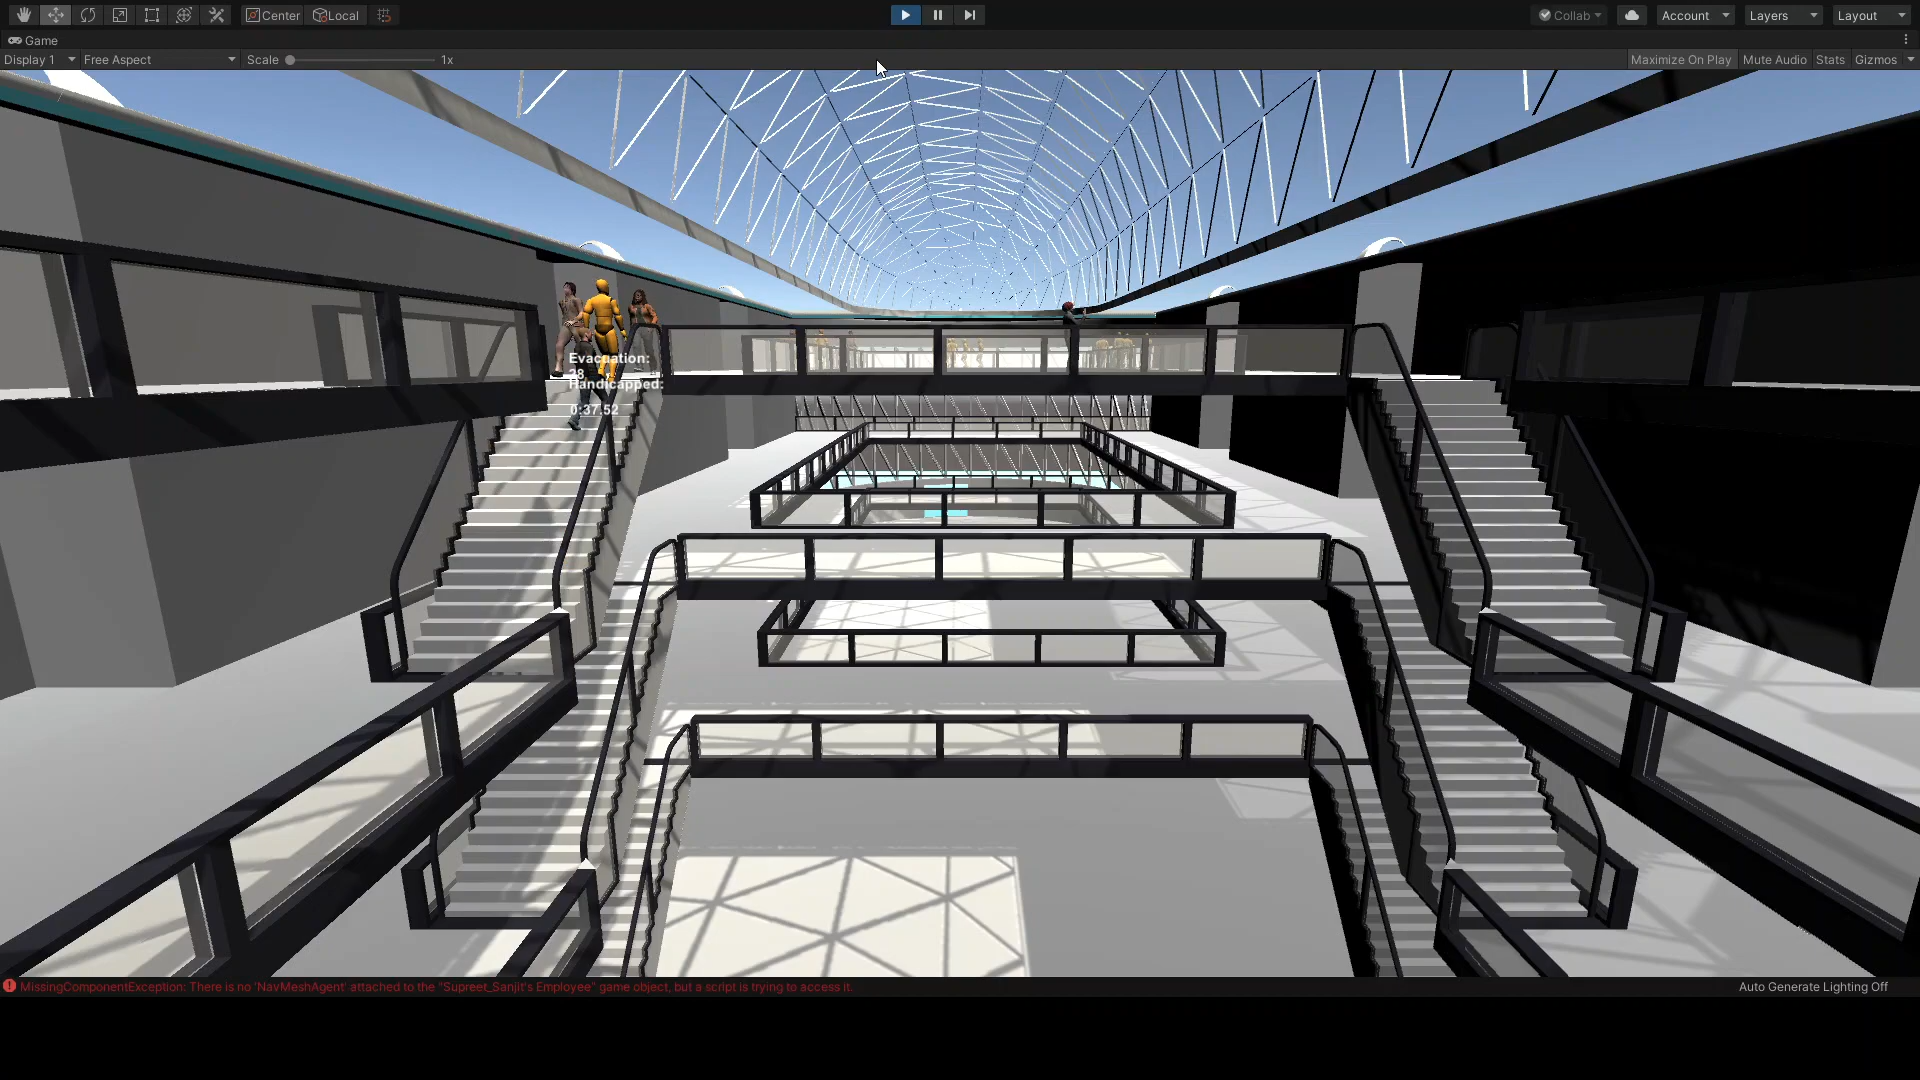 Center
Local
Collab
Account
Layers
Layout
Game
Display 1
Free Aspect
Scale
1x
Maximize On Play
Mute Audio
Stats
Gizmos
Evacuation:
28
Handicapped:
0:37.52
MissingComponentException: There is no 'NavMeshAgent' attached to the "Supreet_Sanjit's Employee" game object, but a script is trying to access it.
Auto Generate Lighting Off